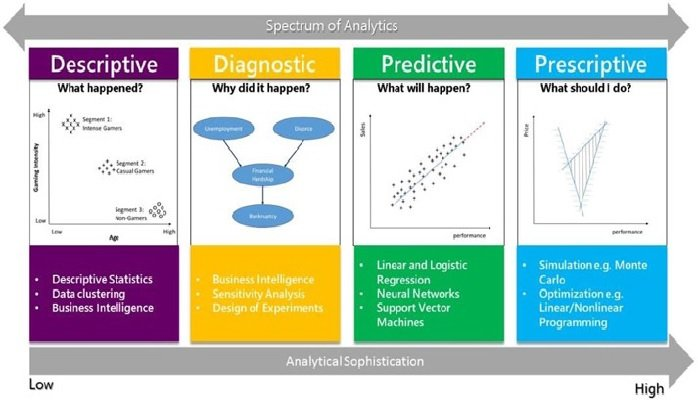 Spectrum of Analytics
Descriptive
What happened?
High
Gaming Intensity
Low
Segment 1:
Intense Gamers
Segment 2:
Casual Gamers
Segment 3:
Non-Gamers
Low
High
Age
• Descriptive Statistics
• Data clustering
• Business Intelligence
Diagnostic
Why did it happen?
Unemployment
Divorce
Financial
Hardship
Bankruptcy
• Business Intelligence
• Sensitivity Analysis
• Design of Experiments
Predictive
What will happen?
Sales
performance
• Linear and Logistic
Regression
• Neural Networks
• Support Vector
Machines
Prescriptive
What should I do?
Price
performance
• Simulation e.g. Monte
Carlo
• Optimization e.g.
Linear/Nonlinear
Programming
Analytical Sophistication
Low
High